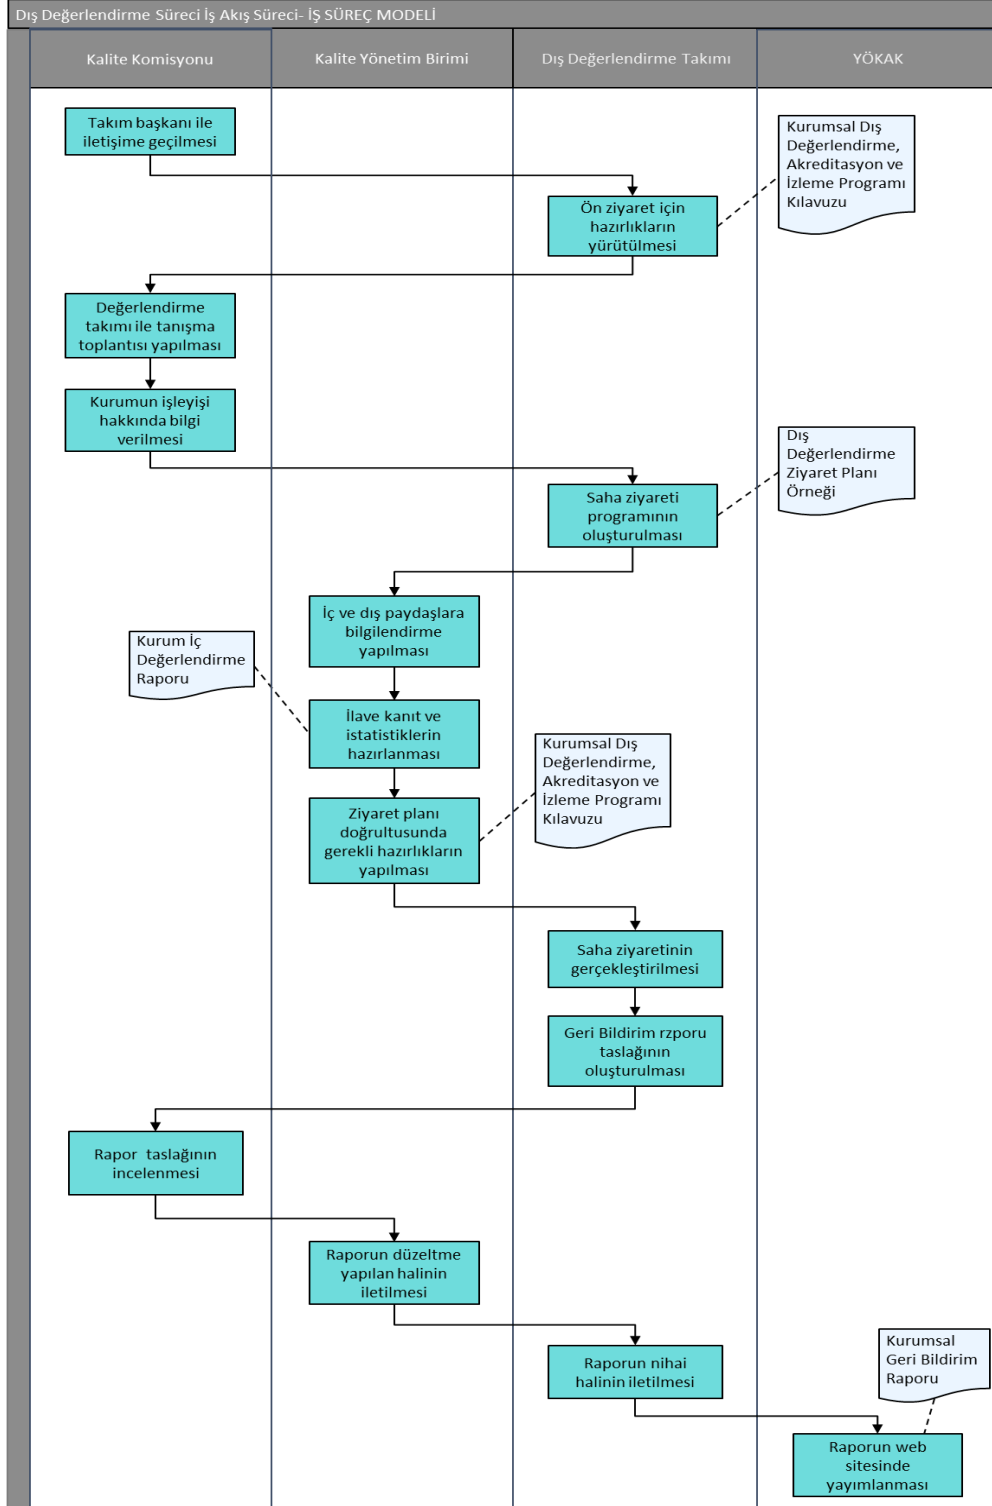 Dış Değerlendirme Süreci İş Akış Süreci- İŞ SÜREÇ MODELİ
Kalite Komisyonu
Kalite Yönetim Birimi
Dış Değerlendirme Takımı
YÖKAK
Takım başkanı ile
iletişime geçilmesi
Kurumsal Dış
Değerlendirme,
Akreditasyon ve
İzleme Programı
Kılavuzu
Ön ziyaret için
hazırlıkların
yürütülmesi
Değerlendirme
takımı ile tanışma
toplantısı yapılması
Kurumun işleyişi
hakkında bilgi
verilmesi
Dış
Değerlendirme
Ziyaret Planı
Örneği
Saha ziyareti
programının
oluşturulması
İç ve dış paydaşlara
bilgilendirme
yapılması
Kurum İç
Değerlendirme
Raporu
İlave kanıt ve
istatistiklerin
hazırlanması
Kurumsal Dış
Değerlendirme,
Akreditasyon ve
İzleme Programı
Kılavuzu
Ziyaret planı
doğrultusunda
gerekli hazırlıkların
yapılması
Saha ziyaretinin
gerçekleştirilmesi
Geri Bildirim rzporu
taslağının
oluşturulması
Rapor taslağının
incelenmesi
Raporun düzeltme
yapılan halinin
iletilmesi
Raporun nihai
halinin iletilmesi
Kurumsal
Geri Bildirim
Raporu
Raporun web
sitesinde
yayımlanması